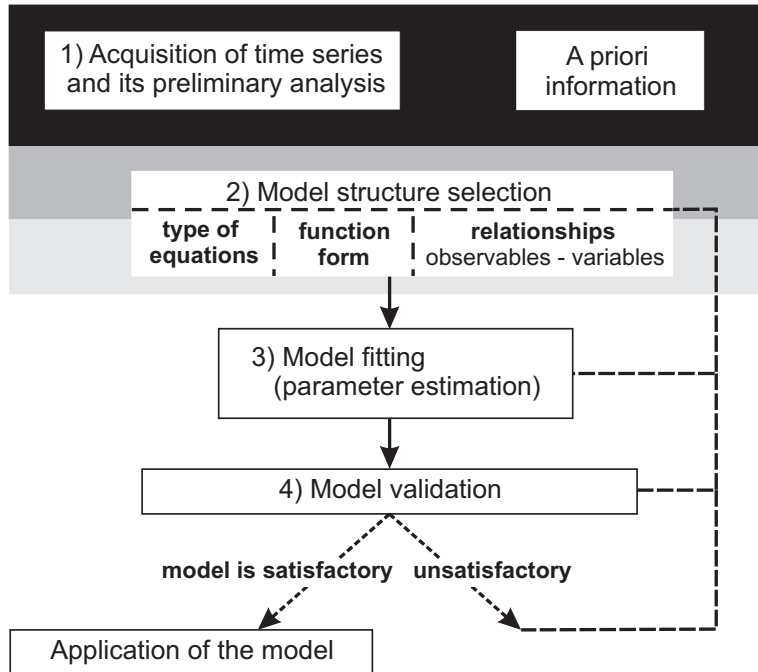 1) Acquisition of time series
and its preliminary analysis
A priori
information
2) Model structure selection
type of
equations
function
form
relationships
observables - variables
3) Model fitting
(parameter estimation)
4) Model validation
model is satisfactory
unsatisfactory
Application of the model